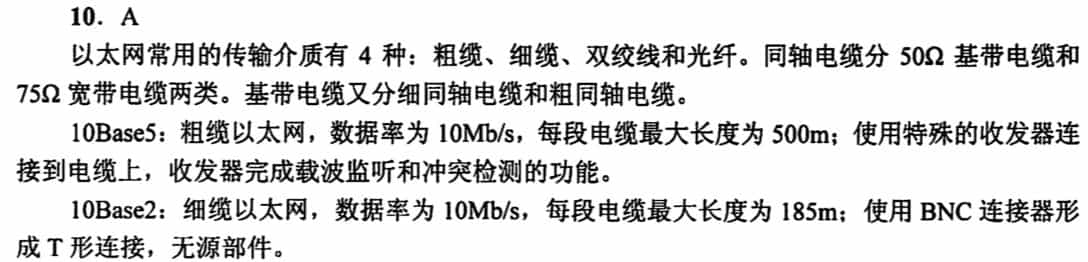 10. A
以太网常用的传输介质有 4 种：粗缆、细缆、双绞线和光纤。同轴电缆分 50Ω 基带电缆和
75Ω 宽带电缆两类。基带电缆又分细同轴电缆和粗同轴电缆。
10Base5：粗缆以太网，数据率为 10Mb/s，每段电缆最大长度为 500m；使用特殊的收发器连
接到电缆上，收发器完成载波监听和冲突检测的功能。
10Base2：细缆以太网，数据率为 10Mb/s，每段电缆最大长度为 185m；使用 BNC 连接器形
成 T 形连接，无源部件。